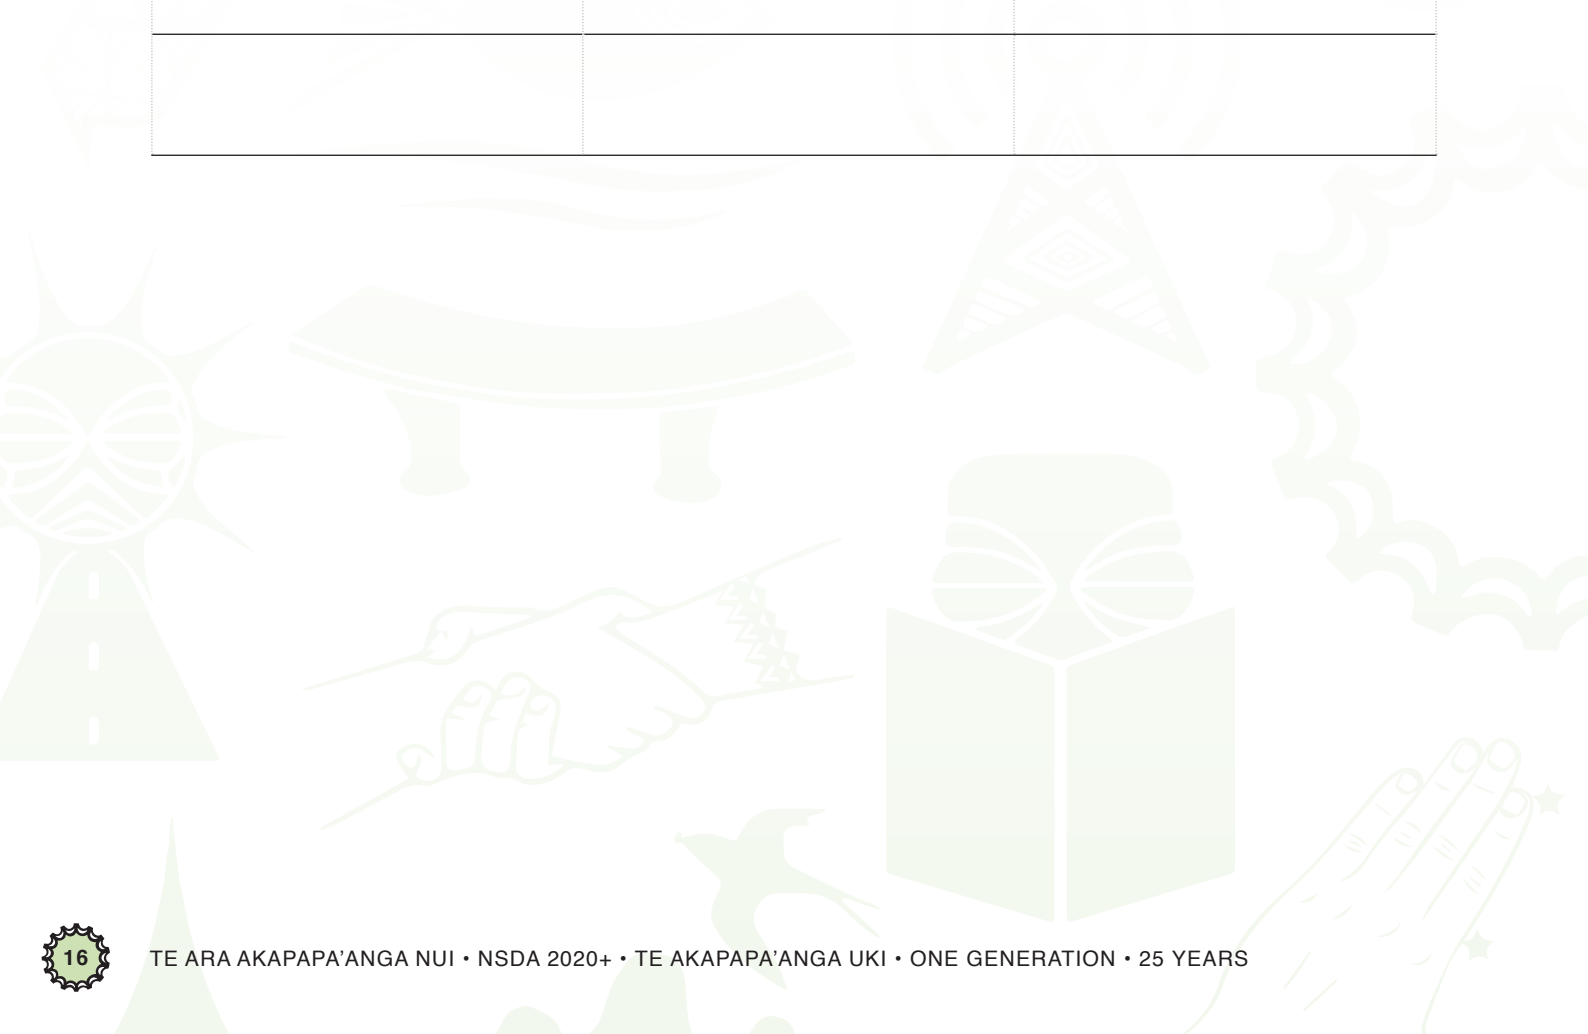 16
TE ARA AKAPAPA’ANGA NUI • NSDA 2020+ • TE AKAPAPA’ANGA UKI • ONE GENERATION • 25 YEARS